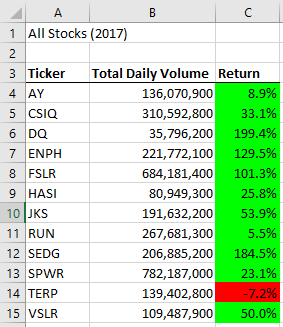 A B C
1 All Stocks (2017)
2
3 Ticker Total Daily Volume Return
4 AY 136,070,900 8.9%
5 CSIQ 310,592,800 33.1%
6 DQ 35,796,200 199.4%
7 ENPH 221,772,100 129.5%
8 FSLR 684,181,400 101.3%
9 HASI 80,949,300 25.8%
10 JKS 191,632,200 53.9%
11 RUN 267,681,300 5.5%
12 SEDG 206,885,200 184.5%
13 SPWR 782,187,000 23.1%
14 TERP 139,402,800 -7.2%
15 VSLR 109,487,900 50.0%